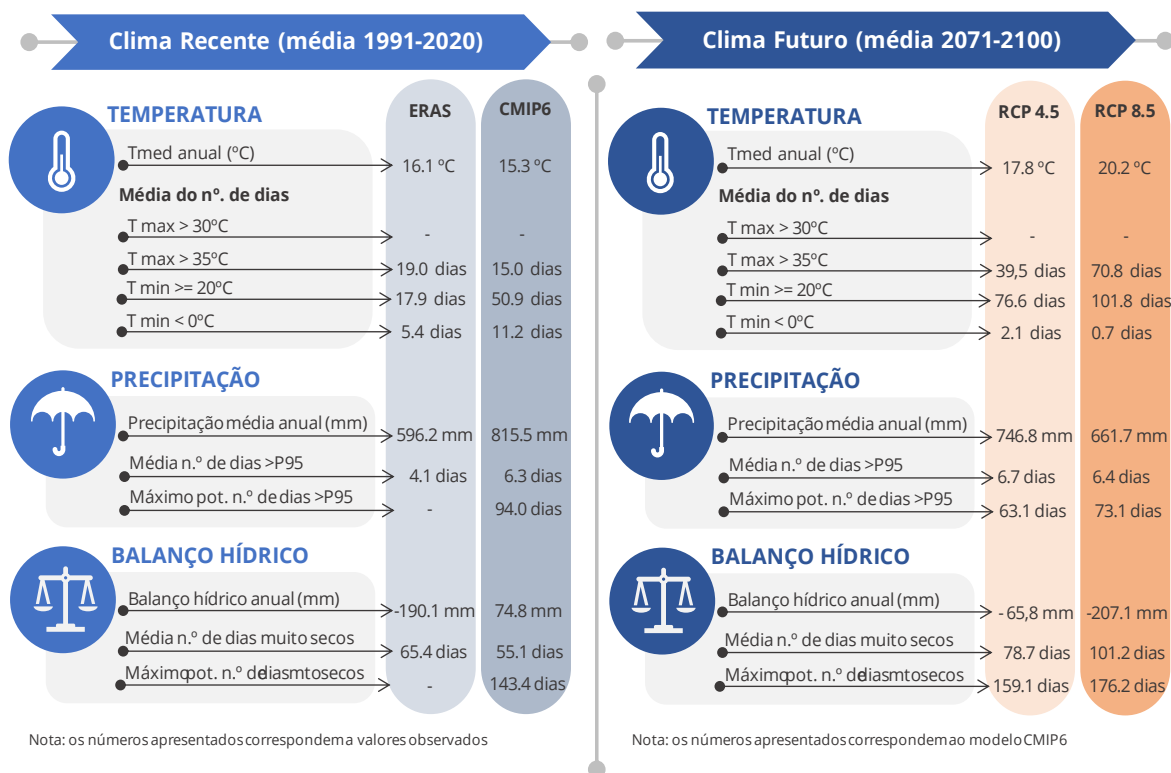 Clima Recente (média 1991-2020)
TEMPERATURA
ERAS CMIP6
Tmed anual (ºC) 16.1 ºC 15.3 ºC
Média do nº. de dias
T max > 30ºC - -
T max > 35ºC 19.0 dias 15.0 dias
T min >= 20ºC 17.9 dias 50.9 dias
T min < 0ºC 5.4 dias 11.2 dias
PRECIPITAÇÃO
Precipitação média anual (mm) 596.2 mm 815.5 mm
Média n.º de dias >P95 4.1 dias 6.3 dias
Máximo pot. n.º de dias >P95 - 94.0 dias
BALANÇO HÍDRICO
Balanço hídrico anual (mm) -190.1 mm 74.8 mm
Média n.º de dias muito secos 65.4 dias 55.1 dias
Máximo pot. n.º de dias mto secos - 143.4 dias
Nota: os números apresentados correspondem a valores observados
Clima Futuro (média 2071-2100)
TEMPERATURA
RCP 4.5 RCP 8.5
Tmed anual (ºC) 17.8 ºC 20.2 ºC
Média do nº. de dias
T max > 30ºC - -
T max > 35ºC 39,5 dias 70.8 dias
T min >= 20ºC 76.6 dias 101.8 dias
T min < 0ºC 2.1 dias 0.7 dias
PRECIPITAÇÃO
Precipitação média anual (mm) 746.8 mm 661.7 mm
Média n.º de dias >P95 6.7 dias 6.4 dias
Máximo pot. n.º de dias >P95 63.1 dias 73.1 dias
BALANÇO HÍDRICO
Balanço hídrico anual (mm) - 65,8 mm -207.1 mm
Média n.º de dias muito secos 78.7 dias 101.2 dias
Máximo pot. n.º de dias mto secos 159.1 dias 176.2 dias
Nota: os números apresentados correspondem ao modelo CMIP6